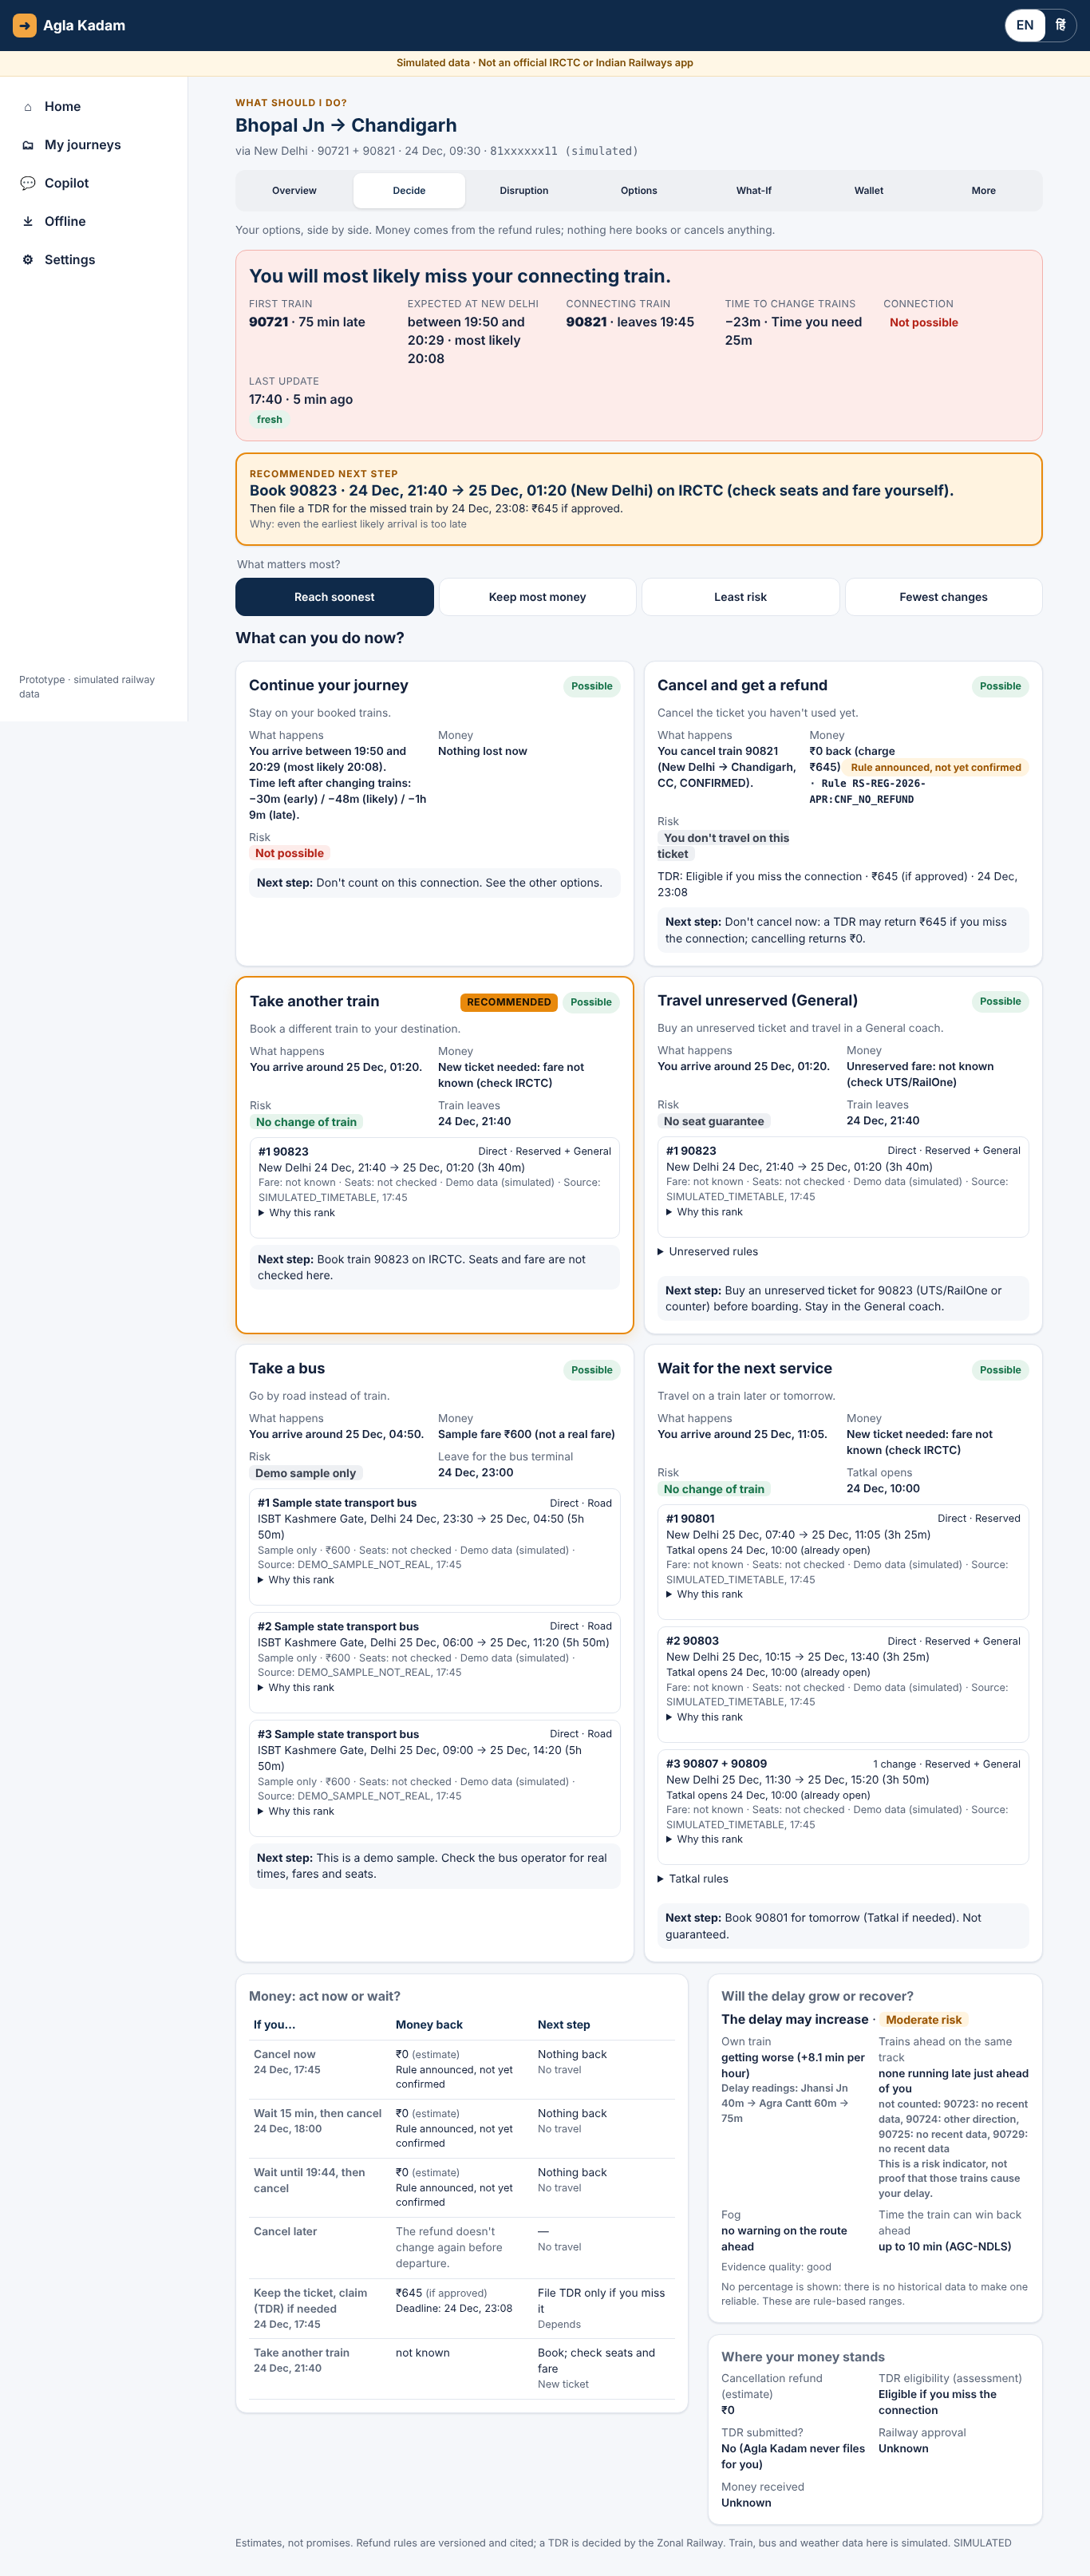 Agla Kadam
EN हिं
Simulated data · Not an official IRCTC or Indian Railways app
Home
My journeys
Copilot
Offline
Settings
Prototype · simulated railway
data
WHAT SHOULD I DO?
Bhopal Jn → Chandigarh
via New Delhi · 90721 + 90821 · 24 Dec, 09:30 · 81xxxxxx11 (simulated)
Overview Decide Disruption Options What-If Wallet More
Your options, side by side. Money comes from the refund rules; nothing here books or cancels anything.
You will most likely miss your connecting train.
FIRST TRAIN
90721 · 75 min late
EXPECTED AT NEW DELHI
between 19:50 and
20:29 · most likely
20:08
CONNECTING TRAIN
90821 · leaves 19:45
TIME TO CHANGE TRAINS
−23m · Time you need
25m
CONNECTION
Not possible
LAST UPDATE
17:40 · 5 min ago
fresh
RECOMMENDED NEXT STEP
Book 90823 · 24 Dec, 21:40 → 25 Dec, 01:20 (New Delhi) on IRCTC (check seats and fare yourself).
Then file a TDR for the missed train by 24 Dec, 23:08: ₹645 if approved.
Why: even the earliest likely arrival is too late
What matters most?
Reach soonest Keep most money Least risk Fewest changes
What can you do now?
Continue your journey Possible
Stay on your booked trains.
What happens
You arrive between 19:50 and
20:29 (most likely 20:08).
Time left after changing trains:
−30m (early) / −48m (likely) / −1h
9m (late).
Money
Nothing lost now
Risk
Not possible
Next step: Don't count on this connection. See the other options.
Cancel and get a refund Possible
Cancel the ticket you haven't used yet.
What happens
You cancel train 90821
(New Delhi → Chandigarh,
CC, CONFIRMED).
Money
₹0 back (charge
₹645) Rule announced, not yet confirmed
· Rule RS-REG-2026-
APR:CNF_NO_REFUND
Risk
You don't travel on this
ticket
TDR: Eligible if you miss the connection · ₹645 (if approved) · 24 Dec,
23:08
Next step: Don't cancel now: a TDR may return ₹645 if you miss
the connection; cancelling returns ₹0.
Take another train RECOMMENDED Possible
Book a different train to your destination.
What happens
You arrive around 25 Dec, 01:20.
Money
New ticket needed: fare not
known (check IRCTC)
Risk
No change of train
Train leaves
24 Dec, 21:40
#1 90823 Direct · Reserved + General
New Delhi 24 Dec, 21:40 → 25 Dec, 01:20 (3h 40m)
Fare: not known · Seats: not checked · Demo data (simulated) · Source:
SIMULATED_TIMETABLE, 17:45
Why this rank
Next step: Book train 90823 on IRCTC. Seats and fare are not
checked here.
Travel unreserved (General) Possible
Buy an unreserved ticket and travel in a General coach.
What happens
You arrive around 25 Dec, 01:20.
Money
Unreserved fare: not known
(check UTS/RailOne)
Risk
No seat guarantee
Train leaves
24 Dec, 21:40
#1 90823 Direct · Reserved + General
New Delhi 24 Dec, 21:40 → 25 Dec, 01:20 (3h 40m)
Fare: not known · Seats: not checked · Demo data (simulated) · Source:
SIMULATED_TIMETABLE, 17:45
Why this rank
Unreserved rules
Next step: Buy an unreserved ticket for 90823 (UTS/RailOne or
counter) before boarding. Stay in the General coach.
Take a bus Possible
Go by road instead of train.
What happens
You arrive around 25 Dec, 04:50.
Money
Sample fare ₹600 (not a real fare)
Risk
Demo sample only
Leave for the bus terminal
24 Dec, 23:00
#1 Sample state transport bus Direct · Road
ISBT Kashmere Gate, Delhi 24 Dec, 23:30 → 25 Dec, 04:50 (5h
50m)
Sample only · ₹600 · Seats: not checked · Demo data (simulated) ·
Source: DEMO_SAMPLE_NOT_REAL, 17:45
Why this rank
#2 Sample state transport bus Direct · Road
ISBT Kashmere Gate, Delhi 25 Dec, 06:00 → 25 Dec, 11:20 (5h 50m)
Sample only · ₹600 · Seats: not checked · Demo data (simulated) ·
Source: DEMO_SAMPLE_NOT_REAL, 17:45
Why this rank
#3 Sample state transport bus Direct · Road
ISBT Kashmere Gate, Delhi 25 Dec, 09:00 → 25 Dec, 14:20 (5h
50m)
Sample only · ₹600 · Seats: not checked · Demo data (simulated) ·
Source: DEMO_SAMPLE_NOT_REAL, 17:45
Why this rank
Next step: This is a demo sample. Check the bus operator for real
times, fares and seats.
Wait for the next service Possible
Travel on a train later or tomorrow.
What happens
You arrive around 25 Dec, 11:05.
Money
New ticket needed: fare not
known (check IRCTC)
Risk
No change of train
Tatkal opens
24 Dec, 10:00
#1 90801 Direct · Reserved
New Delhi 25 Dec, 07:40 → 25 Dec, 11:05 (3h 25m)
Tatkal opens 24 Dec, 10:00 (already open)
Fare: not known · Seats: not checked · Demo data (simulated) · Source:
SIMULATED_TIMETABLE, 17:45
Why this rank
#2 90803 Direct · Reserved + General
New Delhi 25 Dec, 10:15 → 25 Dec, 13:40 (3h 25m)
Tatkal opens 24 Dec, 10:00 (already open)
Fare: not known · Seats: not checked · Demo data (simulated) · Source:
SIMULATED_TIMETABLE, 17:45
Why this rank
#3 90807 + 90809 1 change · Reserved + General
New Delhi 25 Dec, 11:30 → 25 Dec, 15:20 (3h 50m)
Tatkal opens 24 Dec, 10:00 (already open)
Fare: not known · Seats: not checked · Demo data (simulated) · Source:
SIMULATED_TIMETABLE, 17:45
Why this rank
Tatkal rules
Next step: Book 90801 for tomorrow (Tatkal if needed). Not
guaranteed.
Money: act now or wait?
If you... Money back Next step
Cancel now
24 Dec, 17:45
₹0 (estimate)
Rule announced, not yet
confirmed
Nothing back
No travel
Wait 15 min, then cancel
24 Dec, 18:00
₹0 (estimate)
Rule announced, not yet
confirmed
Nothing back
No travel
Wait until 19:44, then
cancel
₹0 (estimate)
Rule announced, not yet
confirmed
Nothing back
No travel
Cancel later
The refund doesn't
change again before
departure.
—
No travel
Keep the ticket, claim
(TDR) if needed
24 Dec, 17:45
₹645 (if approved)
Deadline: 24 Dec, 23:08
File TDR only if you miss
it
Depends
Take another train
24 Dec, 21:40
not known
Book; check seats and
fare
New ticket
Will the delay grow or recover?
The delay may increase · Moderate risk
Own train
getting worse (+8.1 min per
hour)
Delay readings: Jhansi Jn
40m → Agra Cantt 60m →
75m
Trains ahead on the same
track
none running late just ahead
of you
not counted: 90723: no recent
data, 90724: other direction,
90725: no recent data, 90729:
no recent data
This is a risk indicator, not
proof that those trains cause
your delay.
Fog
no warning on the route
ahead
Time the train can win back
ahead
up to 10 min (AGC-NDLS)
Evidence quality: good
No percentage is shown: there is no historical data to make one
reliable. These are rule-based ranges.
Where your money stands
Cancellation refund
(estimate)
₹0
TDR eligibility (assessment)
Eligible if you miss the
connection
TDR submitted?
No (Agla Kadam never files
for you)
Railway approval
Unknown
Money received
Unknown
Estimates, not promises. Refund rules are versioned and cited; a TDR is decided by the Zonal Railway. Train, bus and weather data here is simulated. SIMULATED